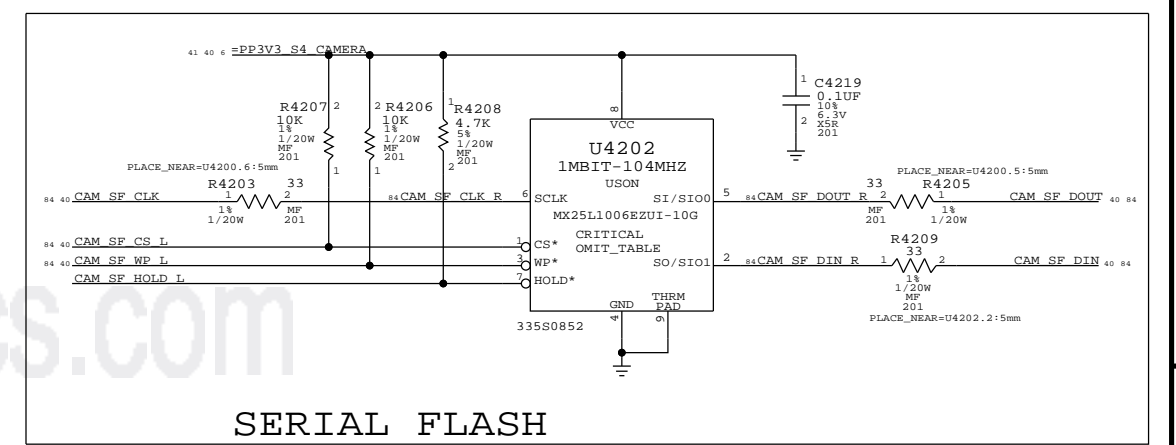 41 40 6 =PP3V3_S4_CAMERA
R4207 2
10K
1%
1/20W
MF
201
1
2 R4206
10K
1%
1/20W
MF
201
1
1 R4208
4.7K
5%
1/20W
MF
201
2
1 C4219
0.1UF
10%
6.3V
2 X5R
201
8
VCC
U4202
1MBIT-104MHZ
USON
MX25L1006EZUI-10G
CRITICAL
OMIT_TABLE
6 SCLK
1 CS*
3 WP*
7 HOLD*
SI/SIO0 5
SO/SIO1 2
GND
4
THRM
PAD
9
335S0852
PLACE_NEAR=U4200.6:5mm
R4203 33
84 40 CAM_SF_CLK 1 2 84 CAM_SF_CLK_R
1% MF
1/20W 201
84 40 CAM_SF_CS_L
84 40 CAM_SF_WP_L
CAM_SF_HOLD_L
PLACE_NEAR=U4200.5:5mm
33 R4205
84 CAM_SF_DOUT_R 2 1 CAM_SF_DOUT 40 84
MF 1%
201 1/20W
R4209
33
84 CAM_SF_DIN_R 1 2 CAM_SF_DIN 40 84
1%
1/20W
MF
201
PLACE_NEAR=U4202.2:5mm
cs.com
SERIAL FLASH